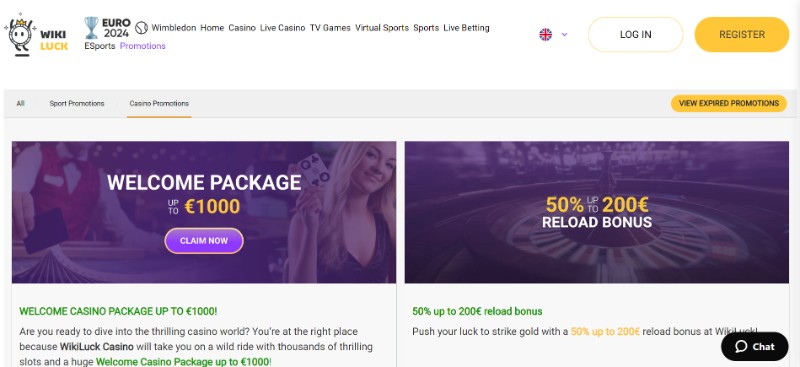 WIKI
LUCK
EURO
2024
Wimbledon Home Casino Live Casino TV Games Virtual Sports Sports Live Betting
ESports Promotions
LOG IN
REGISTER
All Sport Promotions Casino Promotions
VIEW EXPIRED PROMOTIONS
WELCOME PACKAGE
UP TO €1000
CLAIM NOW
50% UP TO 200€
RELOAD BONUS
WELCOME CASINO PACKAGE UP TO €1000!
Are you ready to dive into the thrilling casino world? You're at the right place
because WikiLuck Casino will take you on a wild ride with thousands of thrilling
slots and a huge Welcome Casino Package up to €1000!
50% up to 200€ reload bonus
Push your luck to strike gold with a 50% up to 200€ reload bonus at WikiLuck!
Chat